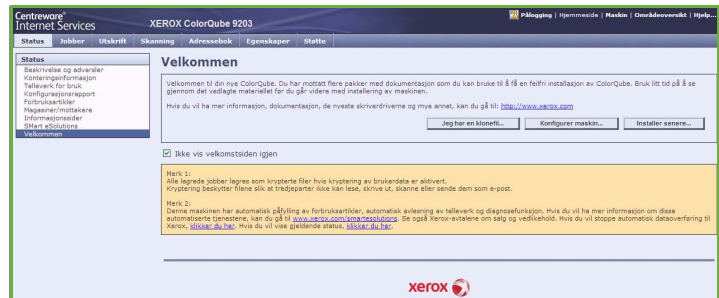 Centreware®
Internet Services
XEROX ColorQube 9203
Pålogging | Hjemmeside | Maskin | Områdeoversikt | Hjelp...
Status Jobber Utskrift Skanning Adressebok Egenskaper Støtte
Status
Beskrivelse og advarsler
Konteringsinformasjon
Telleverk for bruk
Konfigurasjonsrapport
Forbruksartikler
Magasiner/mottakere
Informasjonssider
SMart eSolutions
Velkommen
Velkommen
Velkommen til din nye ColorQube. Du har mottatt flere pakker med dokumentasjon som du kan bruke til å få en feilfri installasjon av ColorQube. Bruk litt tid på å se
gjennom det vedlagte materiellet før du går videre med installering av maskinen.
Hvis du vil ha mer informasjon, dokumentasjon, de nyeste skriverdriverne og mye annet, kan du gå til: http://www.xerox.com
Jeg har en klonefil... Konfigurer maskin... Installer senere...
Ikke vis velkomstsiden igjen
Merk 1:
Alle lagrede jobber lagres som krypterte filer hvis kryptering av brukerdata er aktivert.
Kryptering beskytter filene slik at tredjeparter ikke kan lese, skrive ut, skanne eller sende dem som e-post.
Merk 2:
Denne maskinen har automatisk påfylling av forbruksartikler, automatisk avlesning av telleverk og diagnosefunksjon. Hvis du vil ha mer informasjon om disse
automatiserte tjenestene, kan du gå til www.xerox.com/smartesolutions. Se også Xerox-avtalene om salg og vedlikehold. Hvis du vil stoppe automatisk dataoverføring til
Xerox, klikker du her. Hvis du vil vise gjeldende status, klikker du her.
xerox